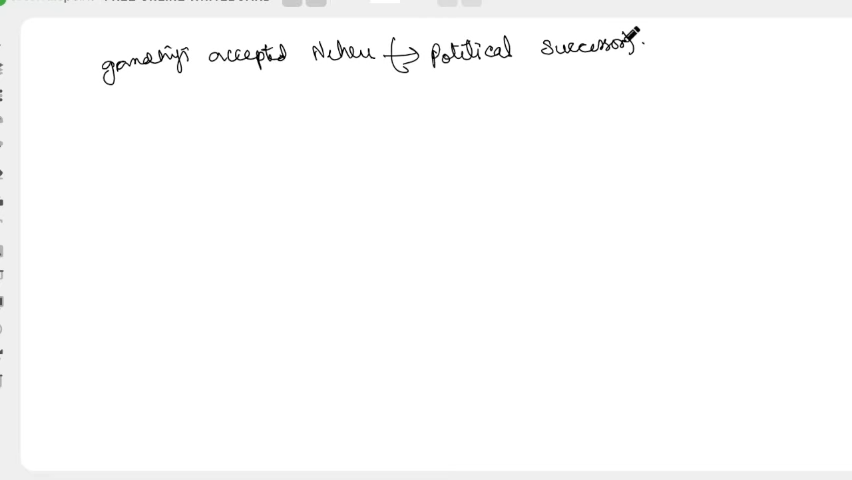 gandhiji accepted Nehru → Political Successor.